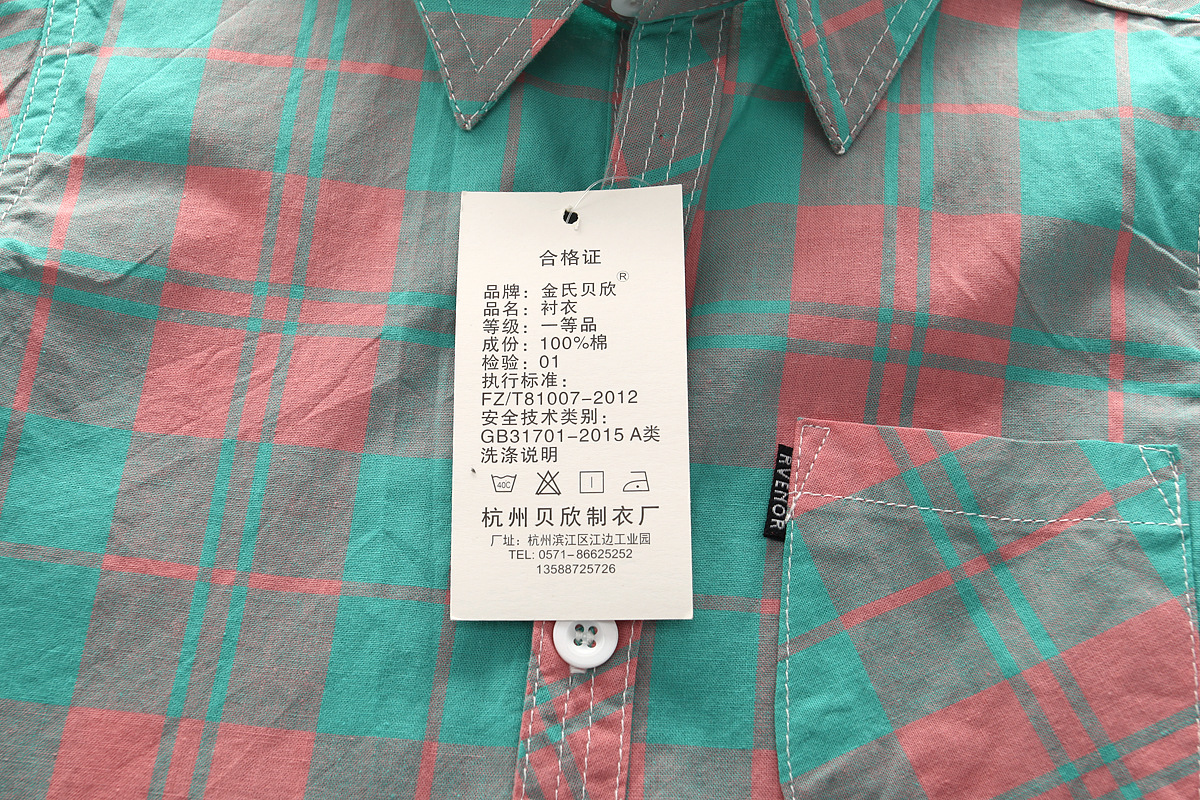 合格证
品牌：金氏贝欣®
品名：衬衣
等级：一等品
成份：100%棉
检验：01
执行标准：
FZ/T81007-2012
安全技术类别：
GB31701-2015 A类
洗涤说明
40C
杭州贝欣制衣厂
厂址：杭州滨江区江边工业园
TEL: 0571-86625252
13588725726
RVEMOR